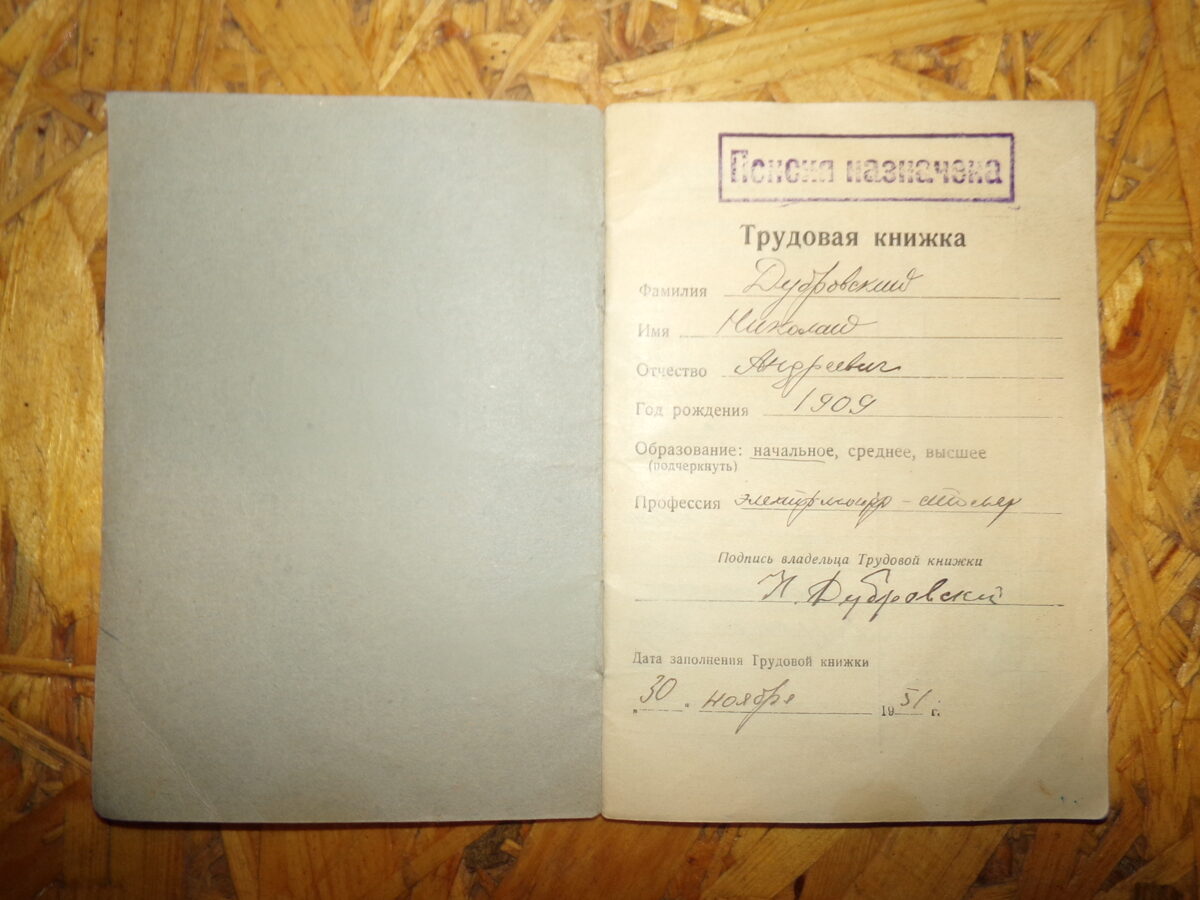 Пенсия назначена
Трудовая книжка
Фамилия Дубровский
Имя Николай
Отчество Андреевич
Год рождения 1909
Образование: начальное, среднее, высшее
(подчеркнуть)
Профессия
Подпись владельца Трудовой книжки
Н. Дубровский
Дата заполнения Трудовой книжки
„30" ноября 1951 г.